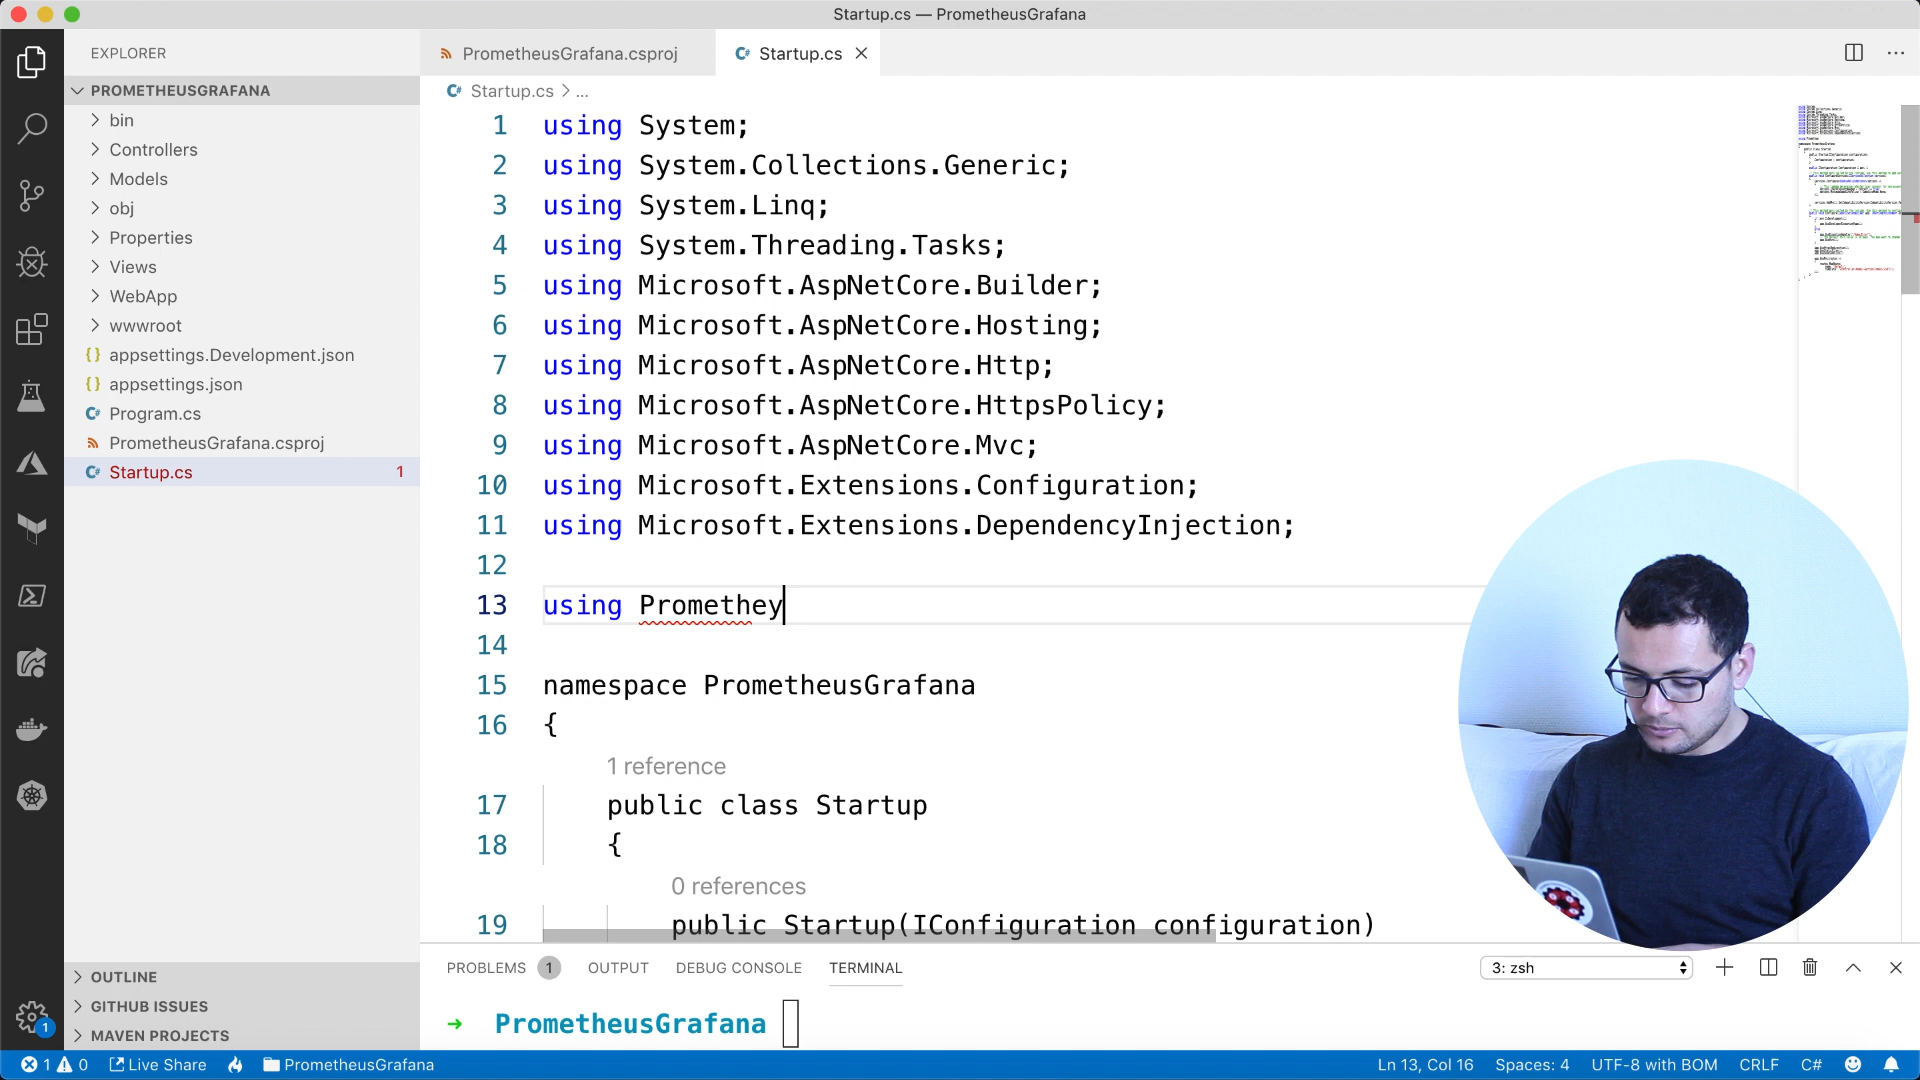 Startup.cs — PrometheusGrafana
EXPLORER
PROMETHEUSGRAFANA
bin
Controllers
Models
obj
Properties
Views
WebApp
wwwroot
{} appsettings.Development.json
{} appsettings.json
C# Program.cs
PrometheusGrafana.csproj
C# Startup.cs 1
OUTLINE
GITHUB ISSUES
MAVEN PROJECTS
PrometheusGrafana.csproj
C# Startup.cs
C# Startup.cs > ...
1 using System;
2 using System.Collections.Generic;
3 using System.Linq;
4 using System.Threading.Tasks;
5 using Microsoft.AspNetCore.Builder;
6 using Microsoft.AspNetCore.Hosting;
7 using Microsoft.AspNetCore.Http;
8 using Microsoft.AspNetCore.HttpsPolicy;
9 using Microsoft.AspNetCore.Mvc;
10 using Microsoft.Extensions.Configuration;
11 using Microsoft.Extensions.DependencyInjection;
12
13 using Promethey
14
15 namespace PrometheusGrafana
16 {
1 reference
17 public class Startup
18 {
0 references
19 public Startup(IConfiguration configuration)
PROBLEMS 1 OUTPUT DEBUG CONSOLE TERMINAL 3: zsh
→ PrometheusGrafana
1
1 0 Live Share PrometheusGrafana Ln 13, Col 16 Spaces: 4 UTF-8 with BOM CRLF C#